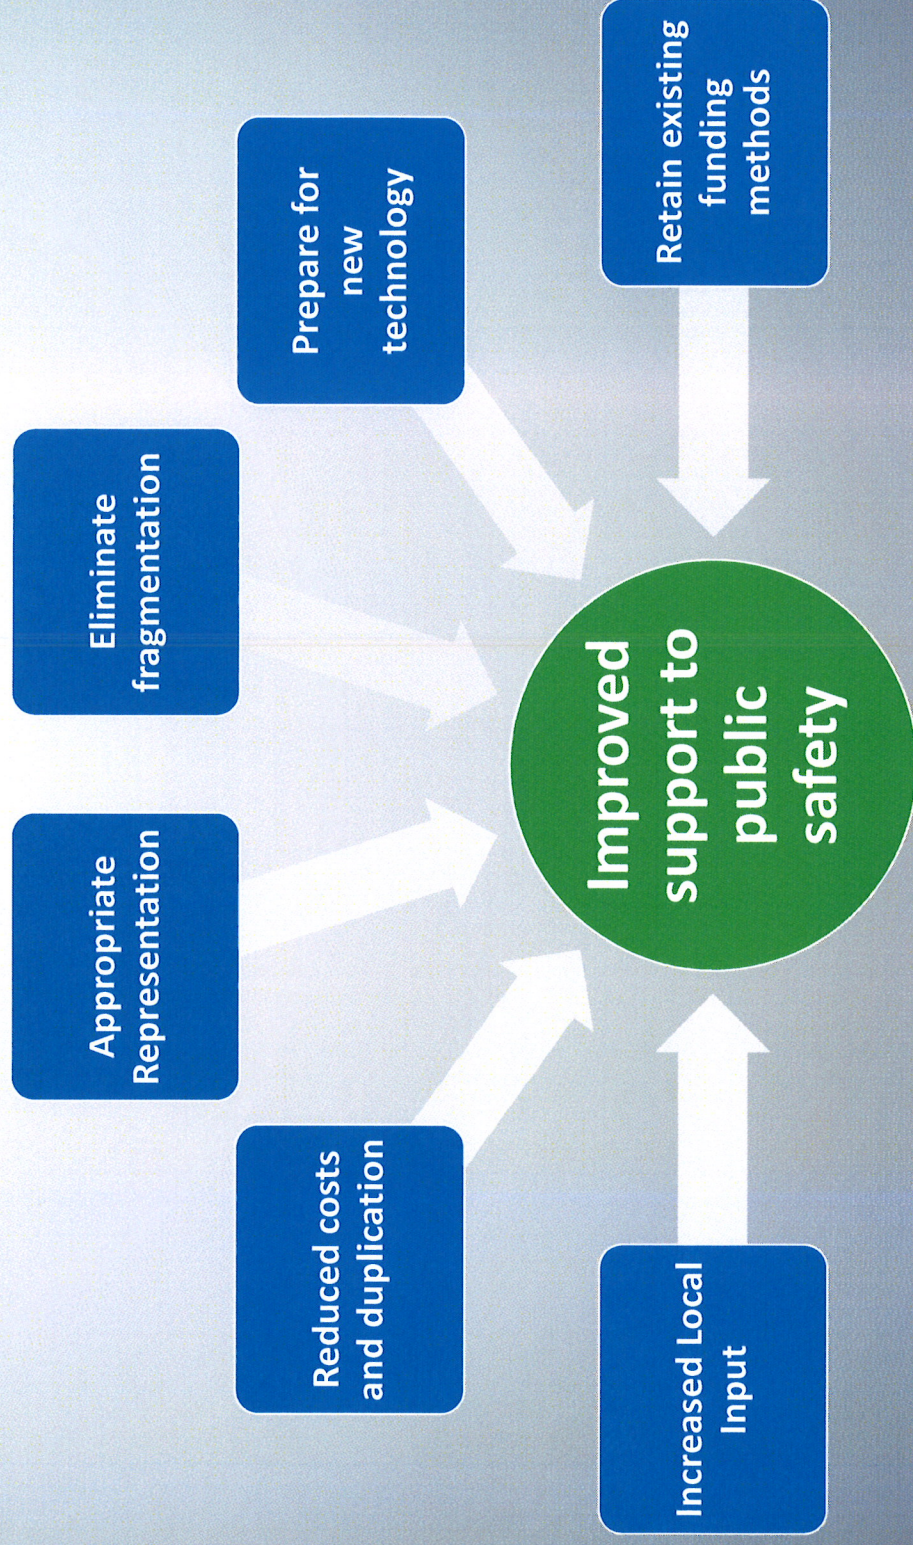 Increased Local
Input
Reduced costs
and duplication
Appropriate
Representation
Eliminate
fragmentation
Prepare for
new
technology
Retain existing
funding
methods
Improved
support to
public
safety